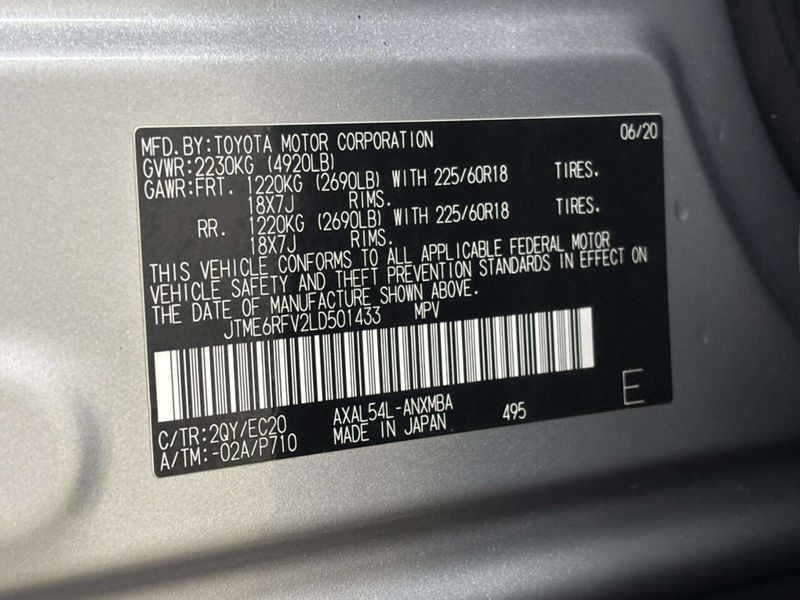 MFD.BY:TOYOTA MOTOR CORPORATION 06/20
GVWR:2230KG (4920LB)
GAWR:FRT. 1220KG (2690LB) WITH 225/60R18 TIRES.
18X7J RIMS.
RR. 1220KG (2690LB) WITH 225/60R18 TIRES.
18X7J RIMS.
THIS VEHICLE CONFORMS TO ALL APPLICABLE FEDERAL MOTOR
VEHICLE SAFETY AND THEFT PREVENTION STANDARDS IN EFFECT ON
THE DATE OF MANUFACTURE SHOWN ABOVE.
JTME6RFV2LD501433 MPV
C/TR:2QY/EC20 AXAL54L-ANXMBA 495 E
A/TM:-02A/P710 MADE IN JAPAN